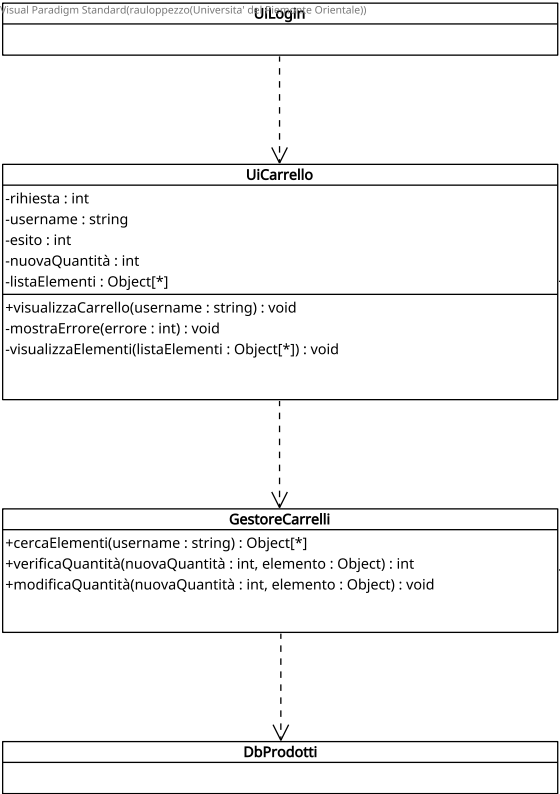 Visual Paradigm Standard(rauloppezzo(Universita' del Piemonte Orientale))
UiLogin
UiCarrello
-rihiesta : int
-username : string
-esito : int
-nuovaQuantità : int
-listaElementi : Object[*]
+visualizzaCarrello(username : string) : void
-mostraErrore(errore : int) : void
-visualizzaElementi(listaElementi : Object[*]) : void
GestoreCarrelli
+cercaElementi(username : string) : Object[*]
+verificaQuantità(nuovaQuantità : int, elemento : Object) : int
+modificaQuantità(nuovaQuantità : int, elemento : Object) : void
DbProdotti